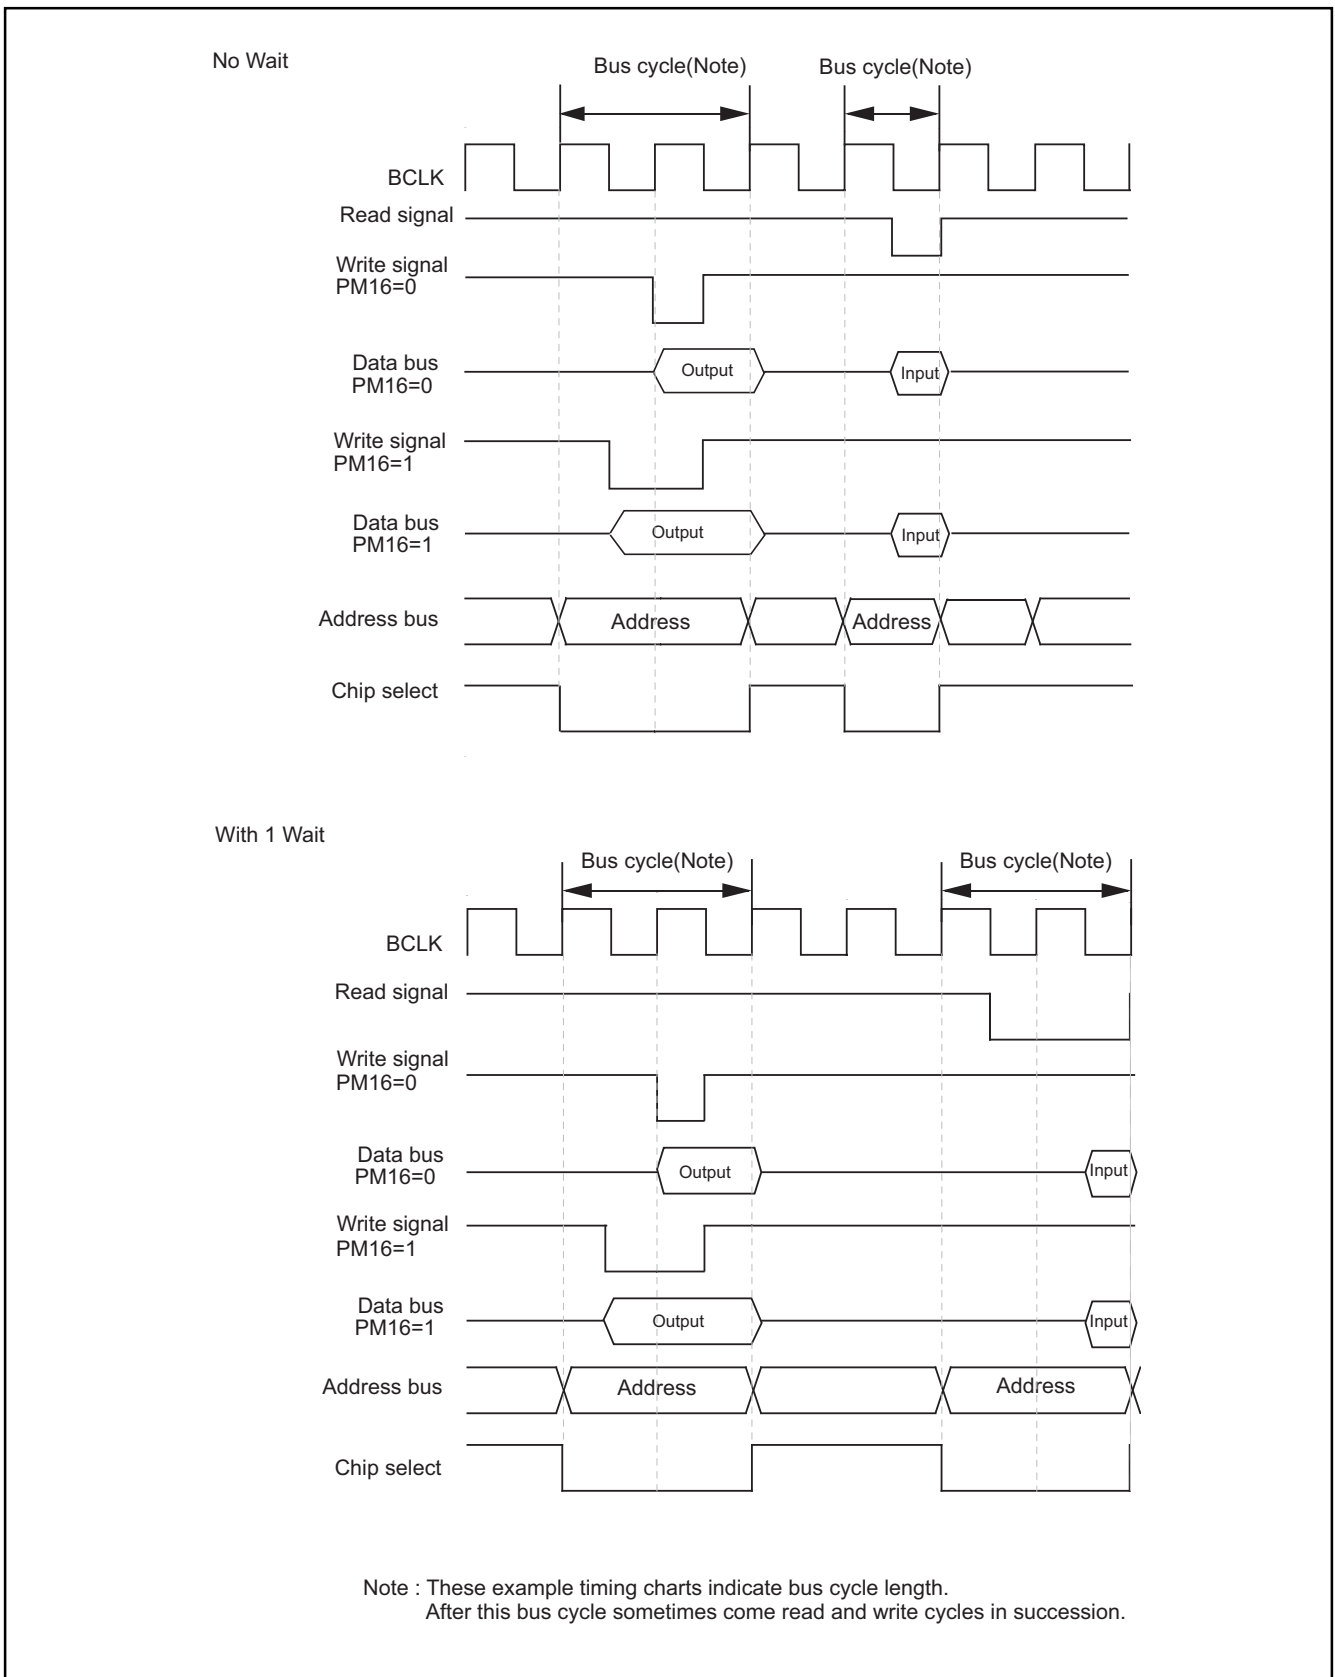 No Wait
Bus cycle(Note)
Bus cycle(Note)
BCLK
Read signal
Write signal
PM16=0
Data bus
PM16=0
Output
Input
Write signal
PM16=1
Data bus
PM16=1
Output
Input
Address bus
Address
Address
Chip select
With 1 Wait
Bus cycle(Note)
Bus cycle(Note)
BCLK
Read signal
Write signal
PM16=0
Data bus
PM16=0
Output
Input
Write signal
PM16=1
Data bus
PM16=1
Output
Input
Address bus
Address
Address
Chip select
Note : These example timing charts indicate bus cycle length.
After this bus cycle sometimes come read and write cycles in succession.